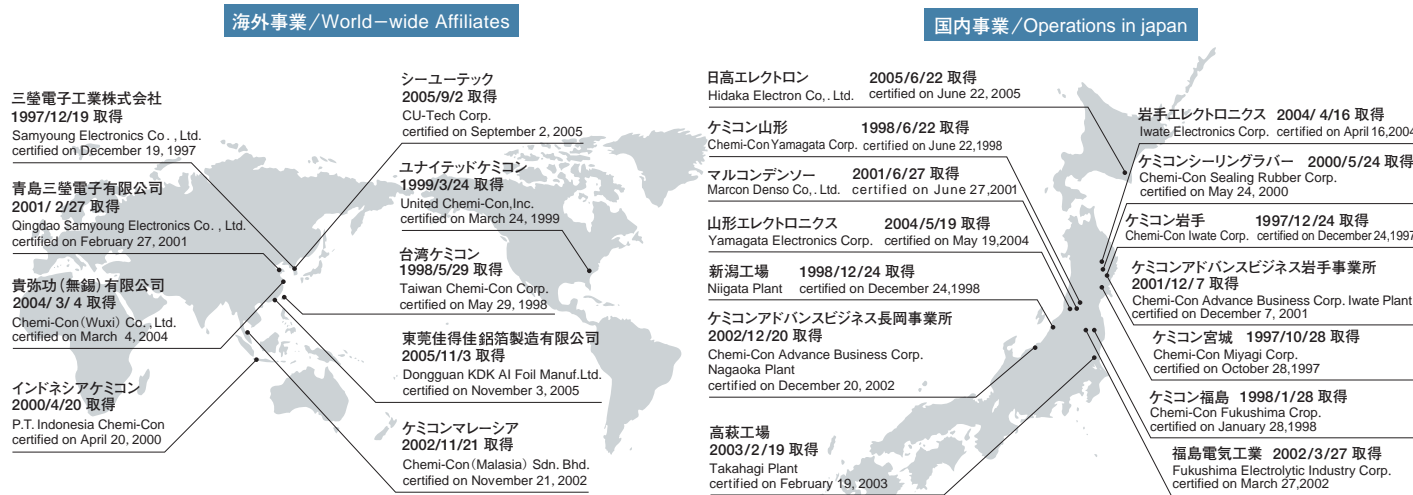 海外事業/World－wide Affiliates
三瑩電子工業株式会社
1997/12/19 取得
Samyoung Electronics Co. , Ltd.
certified on December 19, 1997
青島三瑩電子有限公司
2001/ 2/27 取得
Qingdao Samyoung Electronics Co. , Ltd.
certified on February 27, 2001
貴弥功(無錫)有限公司
2004/ 3/ 4 取得
Chemi-Con(Wuxi) Co. ,Ltd.
certified on March 4, 2004
インドネシアケミコン
2000/4/20 取得
P.T. Indonesia Chemi-Con
certified on April 20, 2000
シーユーテック
2005/9/2 取得
CU-Tech Corp.
certified on September 2, 2005
ユナイテッドケミコン
1999/3/24 取得
United Chemi-Con,Inc.
certified on March 24, 1999
台湾ケミコン
1998/5/29 取得
Taiwan Chemi-Con Corp.
certified on May 29, 1998
東莞佳得佳鋁箔製造有限公司
2005/11/3 取得
Dongguan KDK Al Foil Manuf.Ltd.
certified on November 3, 2005
ケミコンマレーシア
2002/11/21 取得
Chemi-Con(Malasia) Sdn. Bhd.
certified on November 21, 2002
国内事業/Operations in japan
日高エレクトロン 2005/6/22 取得
Hidaka Electron Co,. Ltd. certified on June 22, 2005
ケミコン山形 1998/6/22 取得
Chemi-Con Yamagata Corp. certified on June 22,1998
マルコンデンソー 2001/6/27 取得
Marcon Denso Co,. Ltd. certified on June 27,2001
山形エレクトロニクス 2004/5/19 取得
Yamagata Electronics Corp. certified on May 19,2004
新潟工場 1998/12/24 取得
Niigata Plant certified on December 24,1998
ケミコンアドバンスビジネス長岡事業所
2002/12/20 取得
Chemi-Con Advance Business Corp.
Nagaoka Plant
certified on December 20, 2002
高萩工場
2003/2/19 取得
Takahagi Plant
certified on February 19, 2003
岩手エレクトロニクス 2004/ 4/16 取得
Iwate Electronics Corp. certified on April 16,2004
ケミコンシーリングラバー 2000/5/24 取得
Chemi-Con Sealing Rubber Corp.
certified on May 24, 2000
ケミコン岩手 1997/12/24 取得
Chemi-Con Iwate Corp. certified on December 24,1997
ケミコンアドバンスビジネス岩手事業所
2001/12/7 取得
Chemi-Con Advance Business Corp. Iwate Plant
certified on December 7, 2001
ケミコン宮城 1997/10/28 取得
Chemi-Con Miyagi Corp.
certified on October 28,1997
ケミコン福島 1998/1/28 取得
Chemi-Con Fukushima Crop.
certified on January 28,1998
福島電気工業 2002/3/27 取得
Fukushima Electrolytic Industry Corp.
certified on March 27,2002